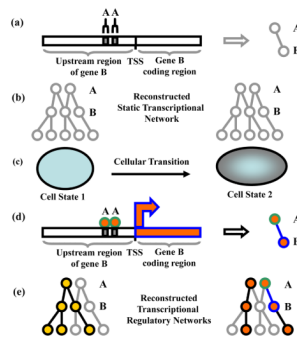 (a)
A A
A
B
Upstream region of gene B
TSS
Gene B coding region
(b)
A
B
Reconstructed Static Transcriptional Network
A
B
(c)
Cellular Transition
Cell State 1
Cell State 2
(d)
A A
A
B
Upstream region of gene B
TSS
Gene B coding region
(e)
A
B
Reconstructed Transcriptional Regulatory Networks
A
B